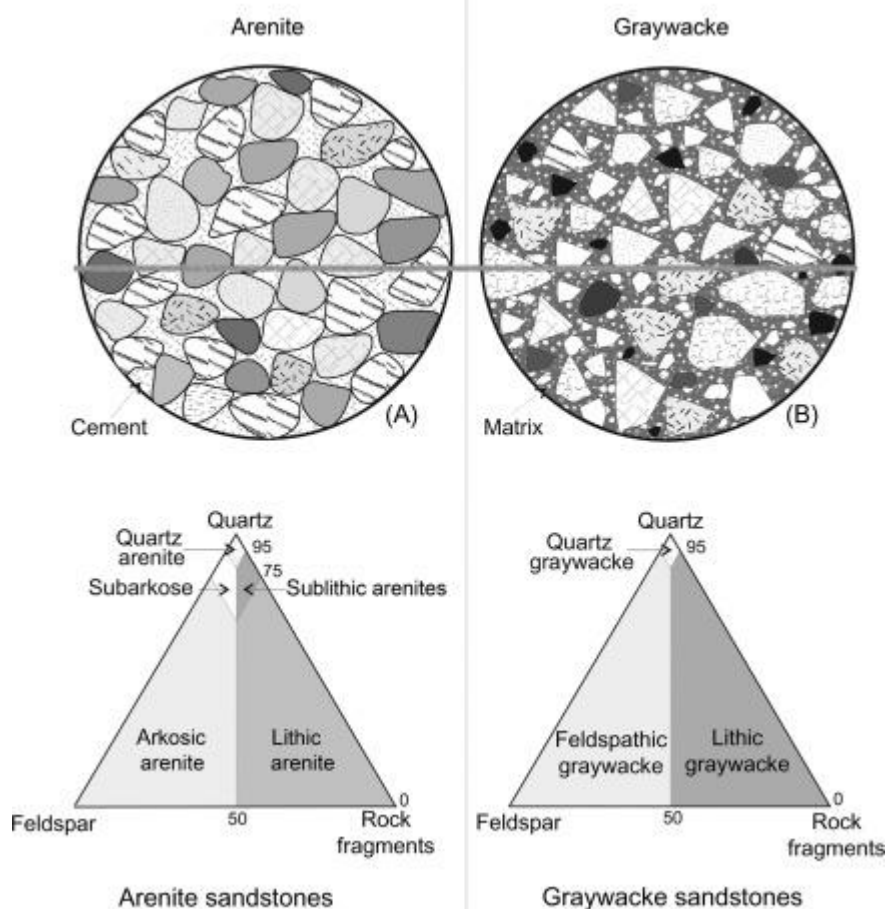 Arenite
Graywacke
Cement
(A)
Matrix
(B)
Quartz
Quartz
arenite
95
75
Subarkose
Sublithic arenites
Arkosic
arenite
Lithic
arenite
0
Feldspar
50
Rock
fragments
Arenite sandstones
Quartz
Quartz
graywacke
95
Feldspathic
graywacke
Lithic
graywacke
0
Feldspar
50
Rock
fragments
Graywacke sandstones